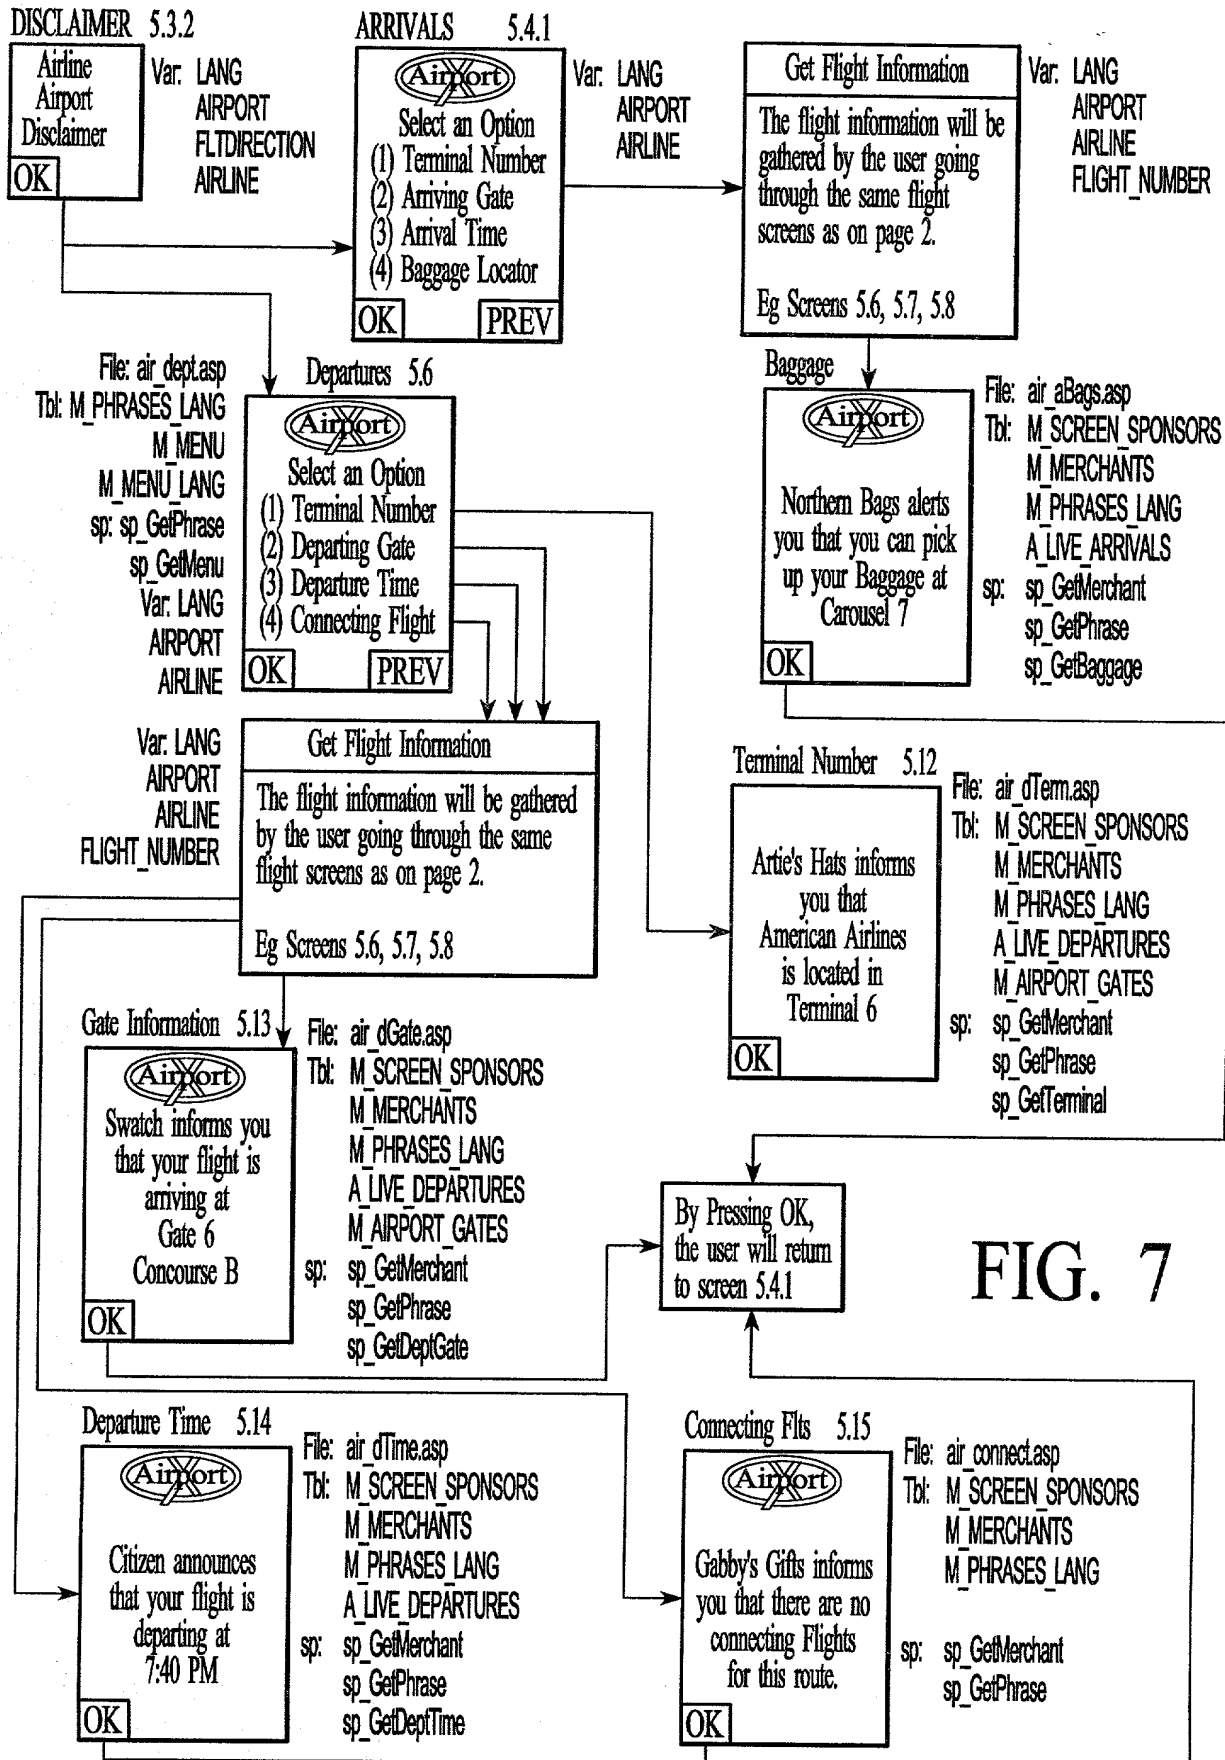 DISCLAIMER 5.3.2
Airline
Airport
Disclaimer
OK
Var: LANG
AIRPORT
FLTDIRECTION
AIRLINE
ARRIVALS 5.4.1
Airport
X
Select an Option
(1) Terminal Number
(2) Arriving Gate
(3) Arrival Time
(4) Baggage Locator
OK PREV
Var: LANG
AIRPORT
AIRLINE
Get Flight Information
The flight information will be
gathered by the user going
through the same flight
screens as on page 2.
Eg Screens 5.6, 5.7, 5.8
Var: LANG
AIRPORT
AIRLINE
FLIGHT_NUMBER
File: air_dept.asp
Tbl: M_PHRASES_LANG
M_MENU
M_MENU_LANG
sp: sp_GetPhrase
sp_GetMenu
Var: LANG
AIRPORT
AIRLINE
Departures 5.6
Airport
X
Select an Option
(1) Terminal Number
(2) Departing Gate
(3) Departure Time
(4) Connecting Flight
OK PREV
Baggage
Airport
X
Northern Bags alerts
you that you can pick
up your Baggage at
Carousel 7
OK
File: air_aBags.asp
Tbl: M_SCREEN_SPONSORS
M_MERCHANTS
M_PHRASES_LANG
A_LIVE_ARRIVALS
sp: sp_GetMerchant
sp_GetPhrase
sp_GetBaggage
Var: LANG
AIRPORT
AIRLINE
FLIGHT_NUMBER
Get Flight Information
The flight information will be gathered
by the user going through the same
flight screens as on page 2.
Eg Screens 5.6, 5.7, 5.8
Terminal Number 5.12
Artie's Hats informs
you that
American Airlines
is located in
Terminal 6
OK
File: air_dTerm.asp
Tbl: M_SCREEN_SPONSORS
M_MERCHANTS
M_PHRASES_LANG
A_LIVE_DEPARTURES
M_AIRPORT_GATES
sp: sp_GetMerchant
sp_GetPhrase
sp_GetTerminal
Gate Information 5.13
Airport
X
Swatch informs you
that your flight is
arriving at
Gate 6
Concourse B
OK
File: air_dGate.asp
Tbl: M_SCREEN_SPONSORS
M_MERCHANTS
M_PHRASES_LANG
A_LIVE_DEPARTURES
M_AIRPORT_GATES
sp: sp_GetMerchant
sp_GetPhrase
sp_GetDeptGate
By Pressing OK,
the user will return
to screen 5.4.1
FIG. 7
Departure Time 5.14
Airport
X
Citizen announces
that your flight is
departing at
7:40 PM
OK
File: air_dTime.asp
Tbl: M_SCREEN_SPONSORS
M_MERCHANTS
M_PHRASES_LANG
A_LIVE_DEPARTURES
sp: sp_GetMerchant
sp_GetPhrase
sp_GetDeptTime
Connecting Flts 5.15
Airport
X
Gabby's Gifts informs
you that there are no
connecting Flights
for this route.
OK
File: air_connect.asp
Tbl: M_SCREEN_SPONSORS
M_MERCHANTS
M_PHRASES_LANG
sp: sp_GetMerchant
sp_GetPhrase